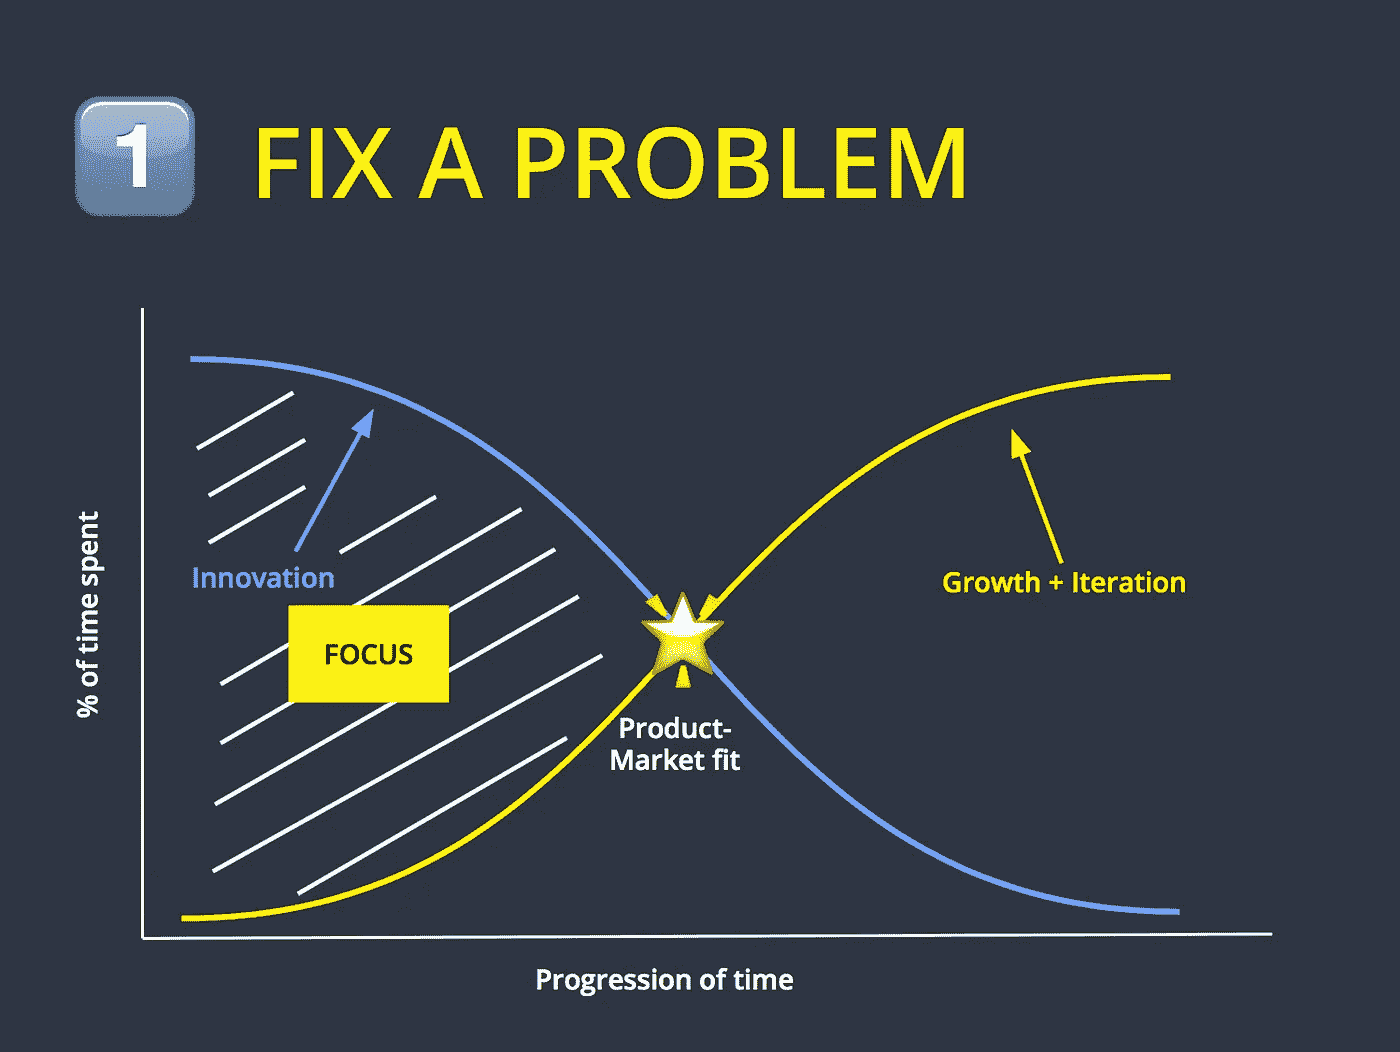 1 FIX A PROBLEM
% of time spent
Innovation
FOCUS
Growth + Iteration
Product-
Market fit
Progression of time